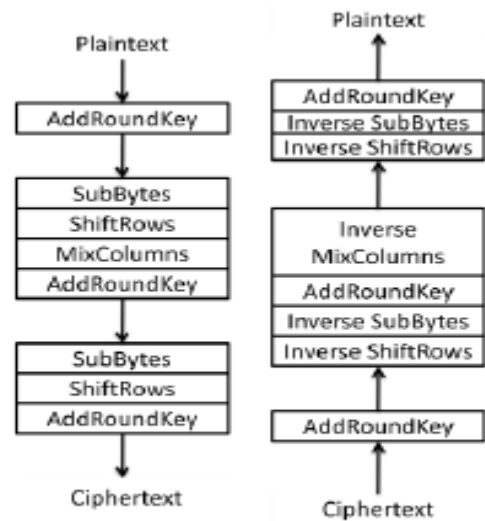 Plaintext
AddRoundKey
SubBytes
ShiftRows
MixColumns
AddRoundKey
SubBytes
ShiftRows
AddRoundKey
Ciphertext
Plaintext
AddRoundKey
Inverse SubBytes
Inverse ShiftRows
Inverse
MixColumns
AddRoundKey
Inverse SubBytes
Inverse ShiftRows
AddRoundKey
Ciphertext